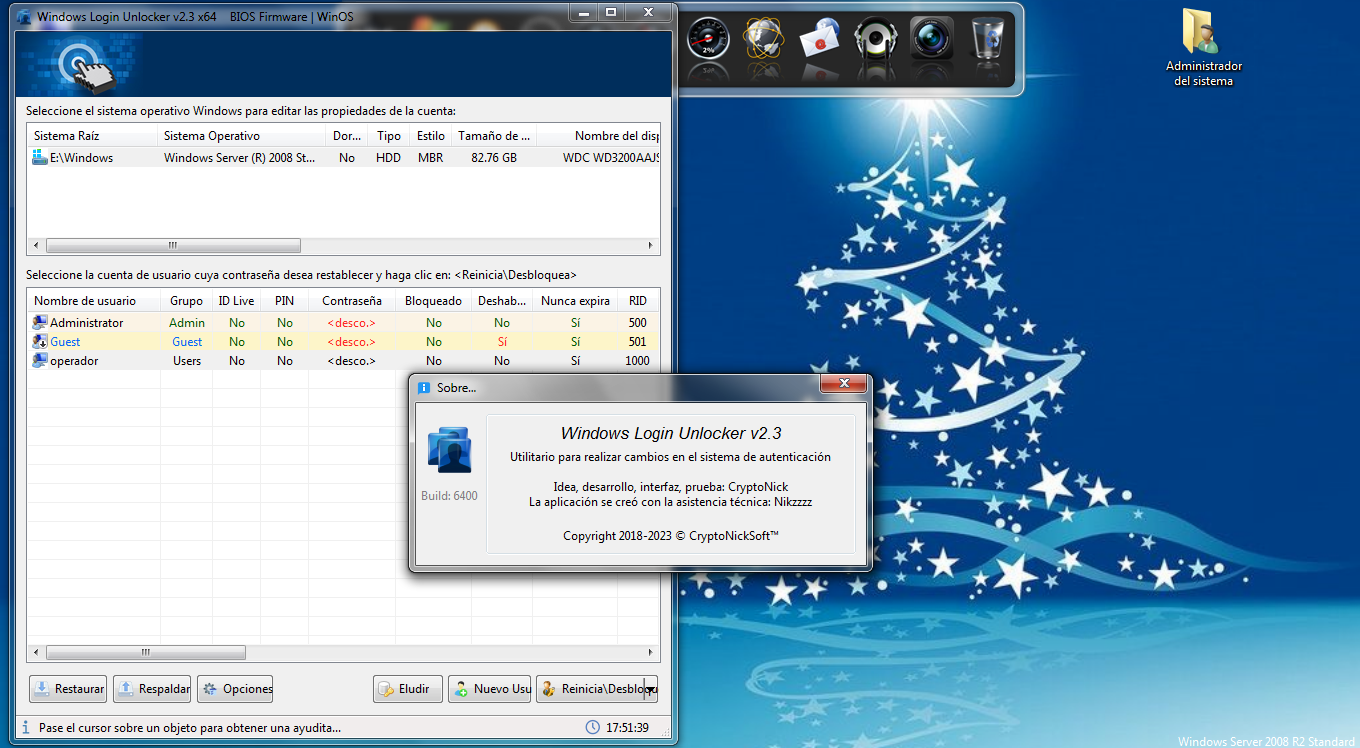 Windows Login Unlocker v2.3 x64    BIOS Firmware | WinOS
Seleccione el sistema operativo Windows para editar las propiedades de la cuenta:
Sistema Raíz Sistema Operativo Dor... Tipo Estilo Tamaño de ... Nombre del disp
E:\Windows Windows Server (R) 2008 St... No HDD MBR 82.76 GB WDC WD3200AAJS
Seleccione la cuenta de usuario cuya contraseña desea restablecer y haga clic en: <Reinicia\Desbloquea>
Nombre de usuario Grupo ID Live PIN Contraseña Bloqueado Deshab... Nunca expira RID
Administrator Admin No No <desco.> No No Sí 500
Guest Guest No No <desco.> No Sí Sí 501
operador Users No No <desco.> No No Sí 1000
Sobre...
Windows Login Unlocker v2.3
Utilitario para realizar cambios en el sistema de autenticación
Idea, desarrollo, interfaz, prueba: CryptoNick
La aplicación se creó con la asistencia técnica: Nikzzzz
Build: 6400
Copyright 2018-2023 © CryptoNickSoft™
Restaurar Respaldar Opciones Eludir Nuevo Usu Reinicia\Desbloqu
Pase el cursor sobre un objeto para obtener una ayudita... 17:51:39
2%
Administrador
del sistema
Windows Server 2008 R2 Standard